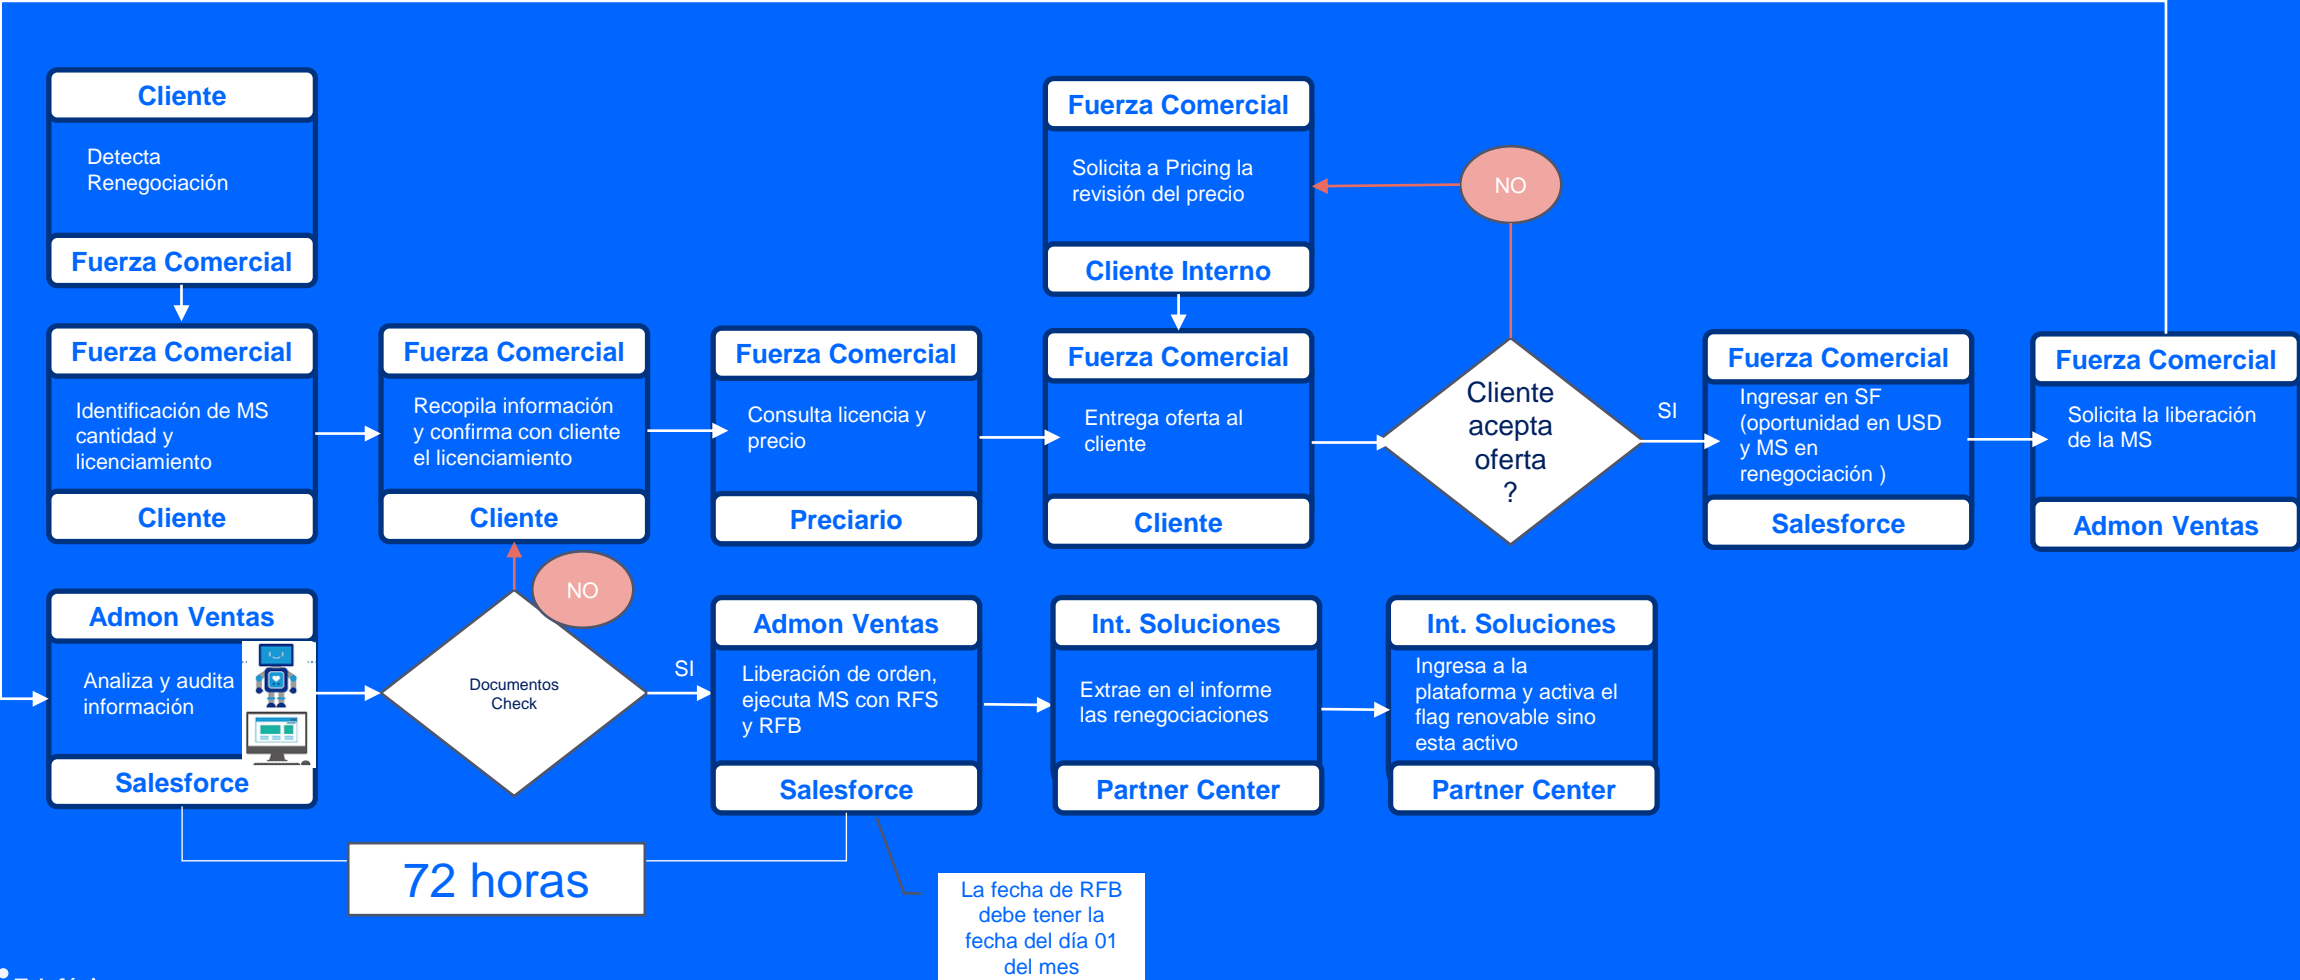 Cliente
Detecta
Renegociación
Fuerza Comercial
Fuerza Comercial
Solicita a Pricing la
revisión del precio
Cliente Interno
NO
Fuerza Comercial
Identificación de MS
cantidad y
licenciamiento
Cliente
Fuerza Comercial
Recopila información
y confirma con cliente
el licenciamiento
Cliente
Fuerza Comercial
Consulta licencia y
precio
Preciario
Fuerza Comercial
Entrega oferta al
cliente
Cliente
Cliente
acepta
oferta
?
SI
Fuerza Comercial
Ingresar en SF
(oportunidad en USD
y MS en
renegociación )
Salesforce
Fuerza Comercial
Solicita la liberación
de la MS
Admon Ventas
Admon Ventas
Analiza y audita
información
Salesforce
NO
Documentos
Check
SI
Admon Ventas
Liberación de orden,
ejecuta MS con RFS
y RFB
Salesforce
Int. Soluciones
Extrae en el informe
las renegociaciones
Partner Center
Int. Soluciones
Ingresa a la
plataforma y activa el
flag renovable sino
esta activo
Partner Center
72 horas
La fecha de RFB
debe tener la
fecha del día 01
del mes